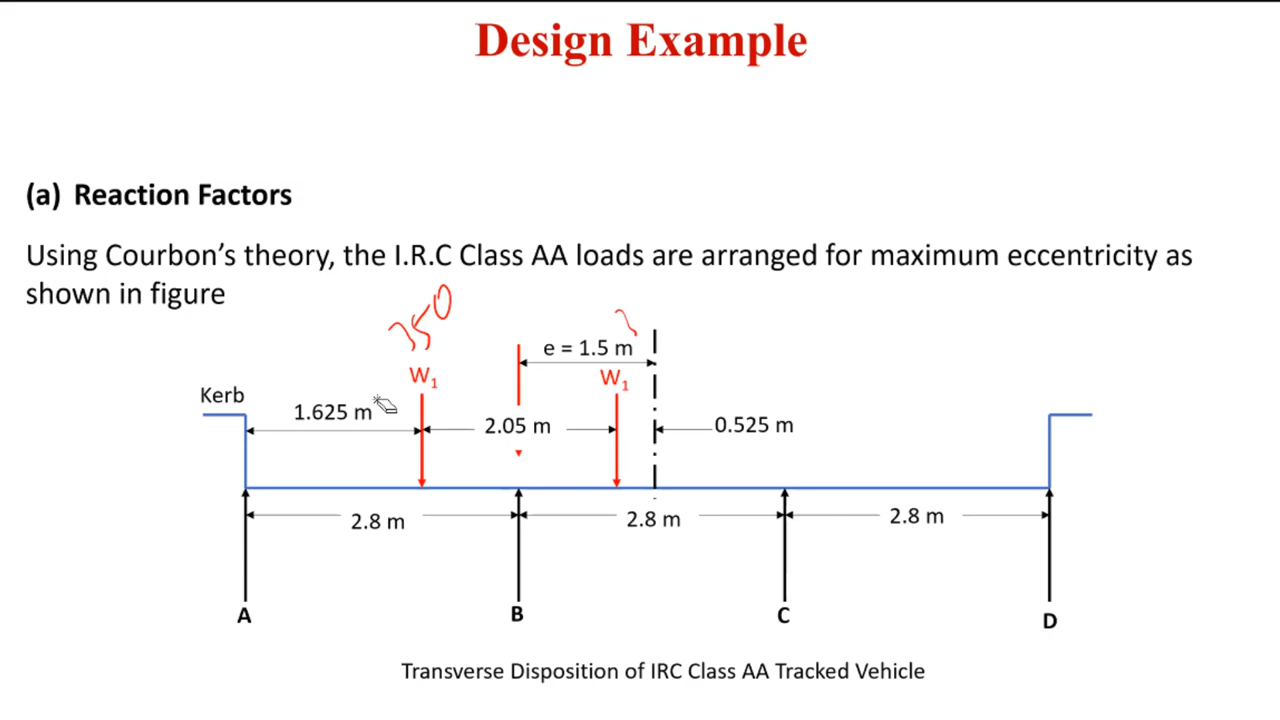 Design Example
(a) Reaction Factors
Using Courbon's theory, the I.R.C Class AA loads are arranged for maximum eccentricity as
shown in figure
350
e = 1.5 m
W1
W1
Kerb
1.625 m
2.05 m
0.525 m
2.8 m
2.8 m
2.8 m
A
B
C
D
Transverse Disposition of IRC Class AA Tracked Vehicle